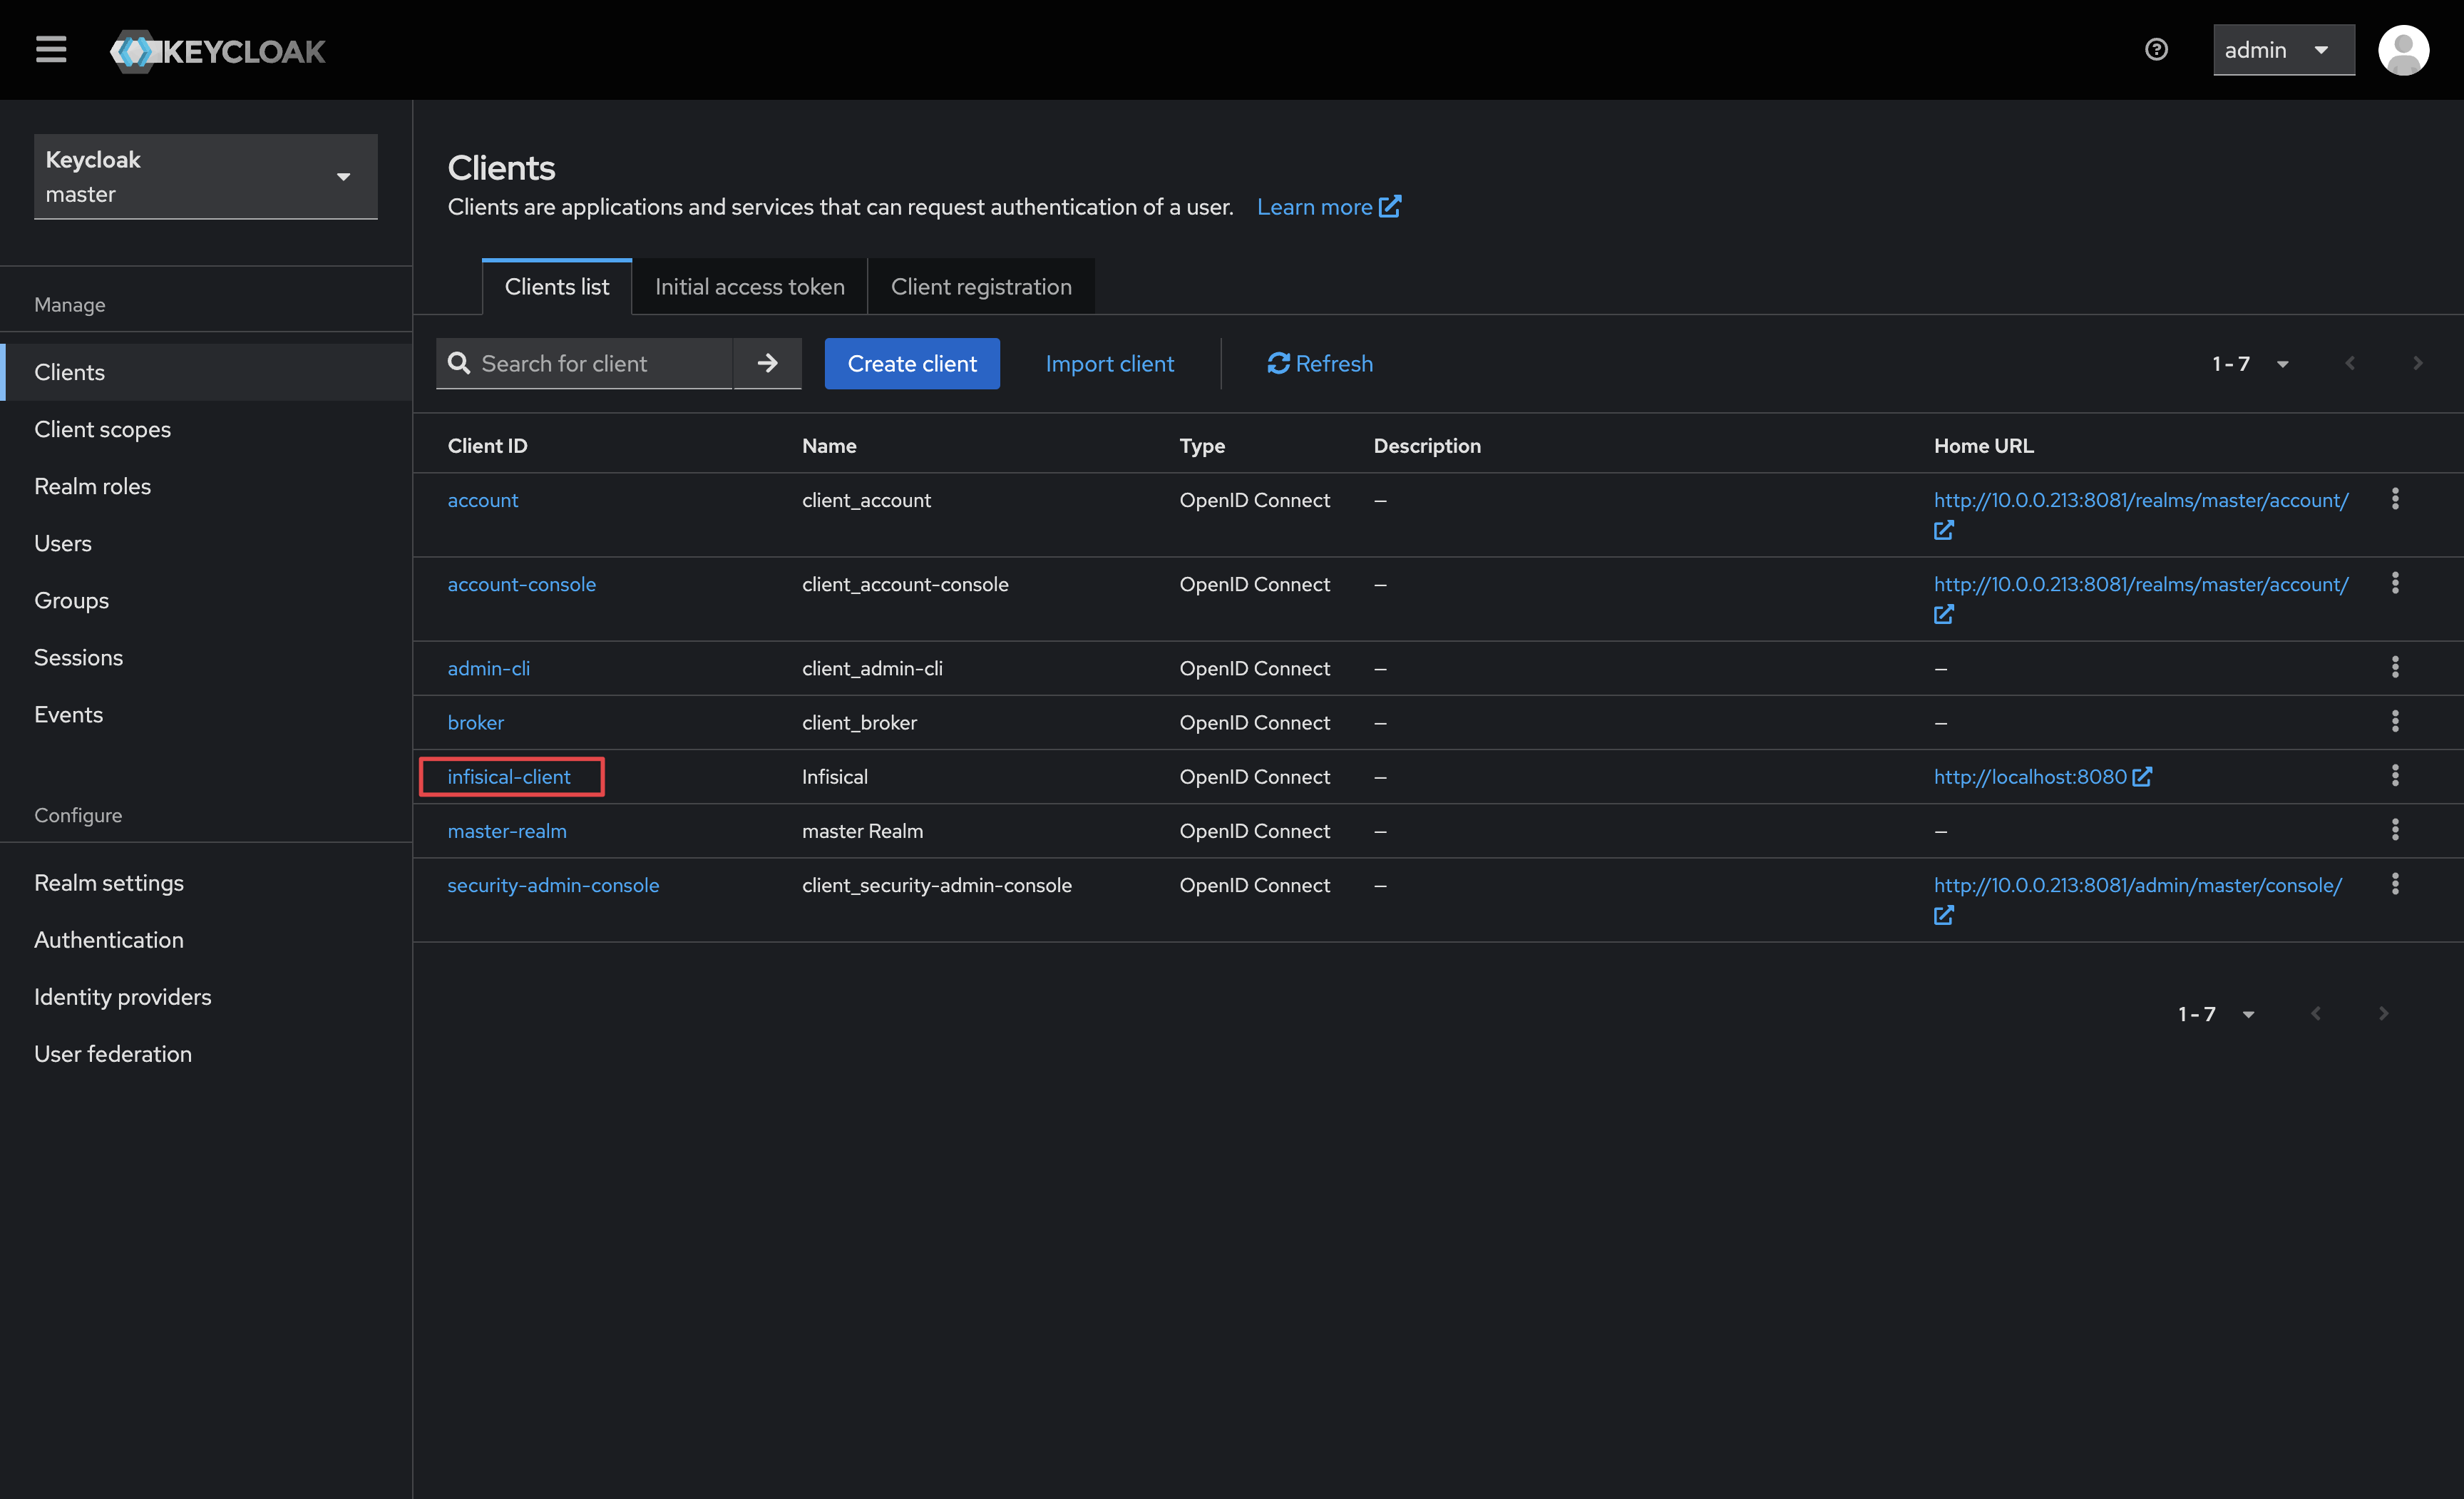 KEYCLOAK
admin
Keycloak
master
Manage
Clients
Client scopes
Realm roles
Users
Groups
Sessions
Events
Configure
Realm settings
Authentication
Identity providers
User federation
Clients
Clients are applications and services that can request authentication of a user. Learn more
Clients list Initial access token Client registration
Search for client Create client Import client Refresh 1 - 7
Client ID Name Type Description Home URL
account client_account OpenID Connect – http://10.0.0.213:8081/realms/master/account/
account-console client_account-console OpenID Connect – http://10.0.0.213:8081/realms/master/account/
admin-cli client_admin-cli OpenID Connect – –
broker client_broker OpenID Connect – –
infisical-client Infisical OpenID Connect – http://localhost:8080
master-realm master Realm OpenID Connect – –
security-admin-console client_security-admin-console OpenID Connect – http://10.0.0.213:8081/admin/master/console/
1 - 7